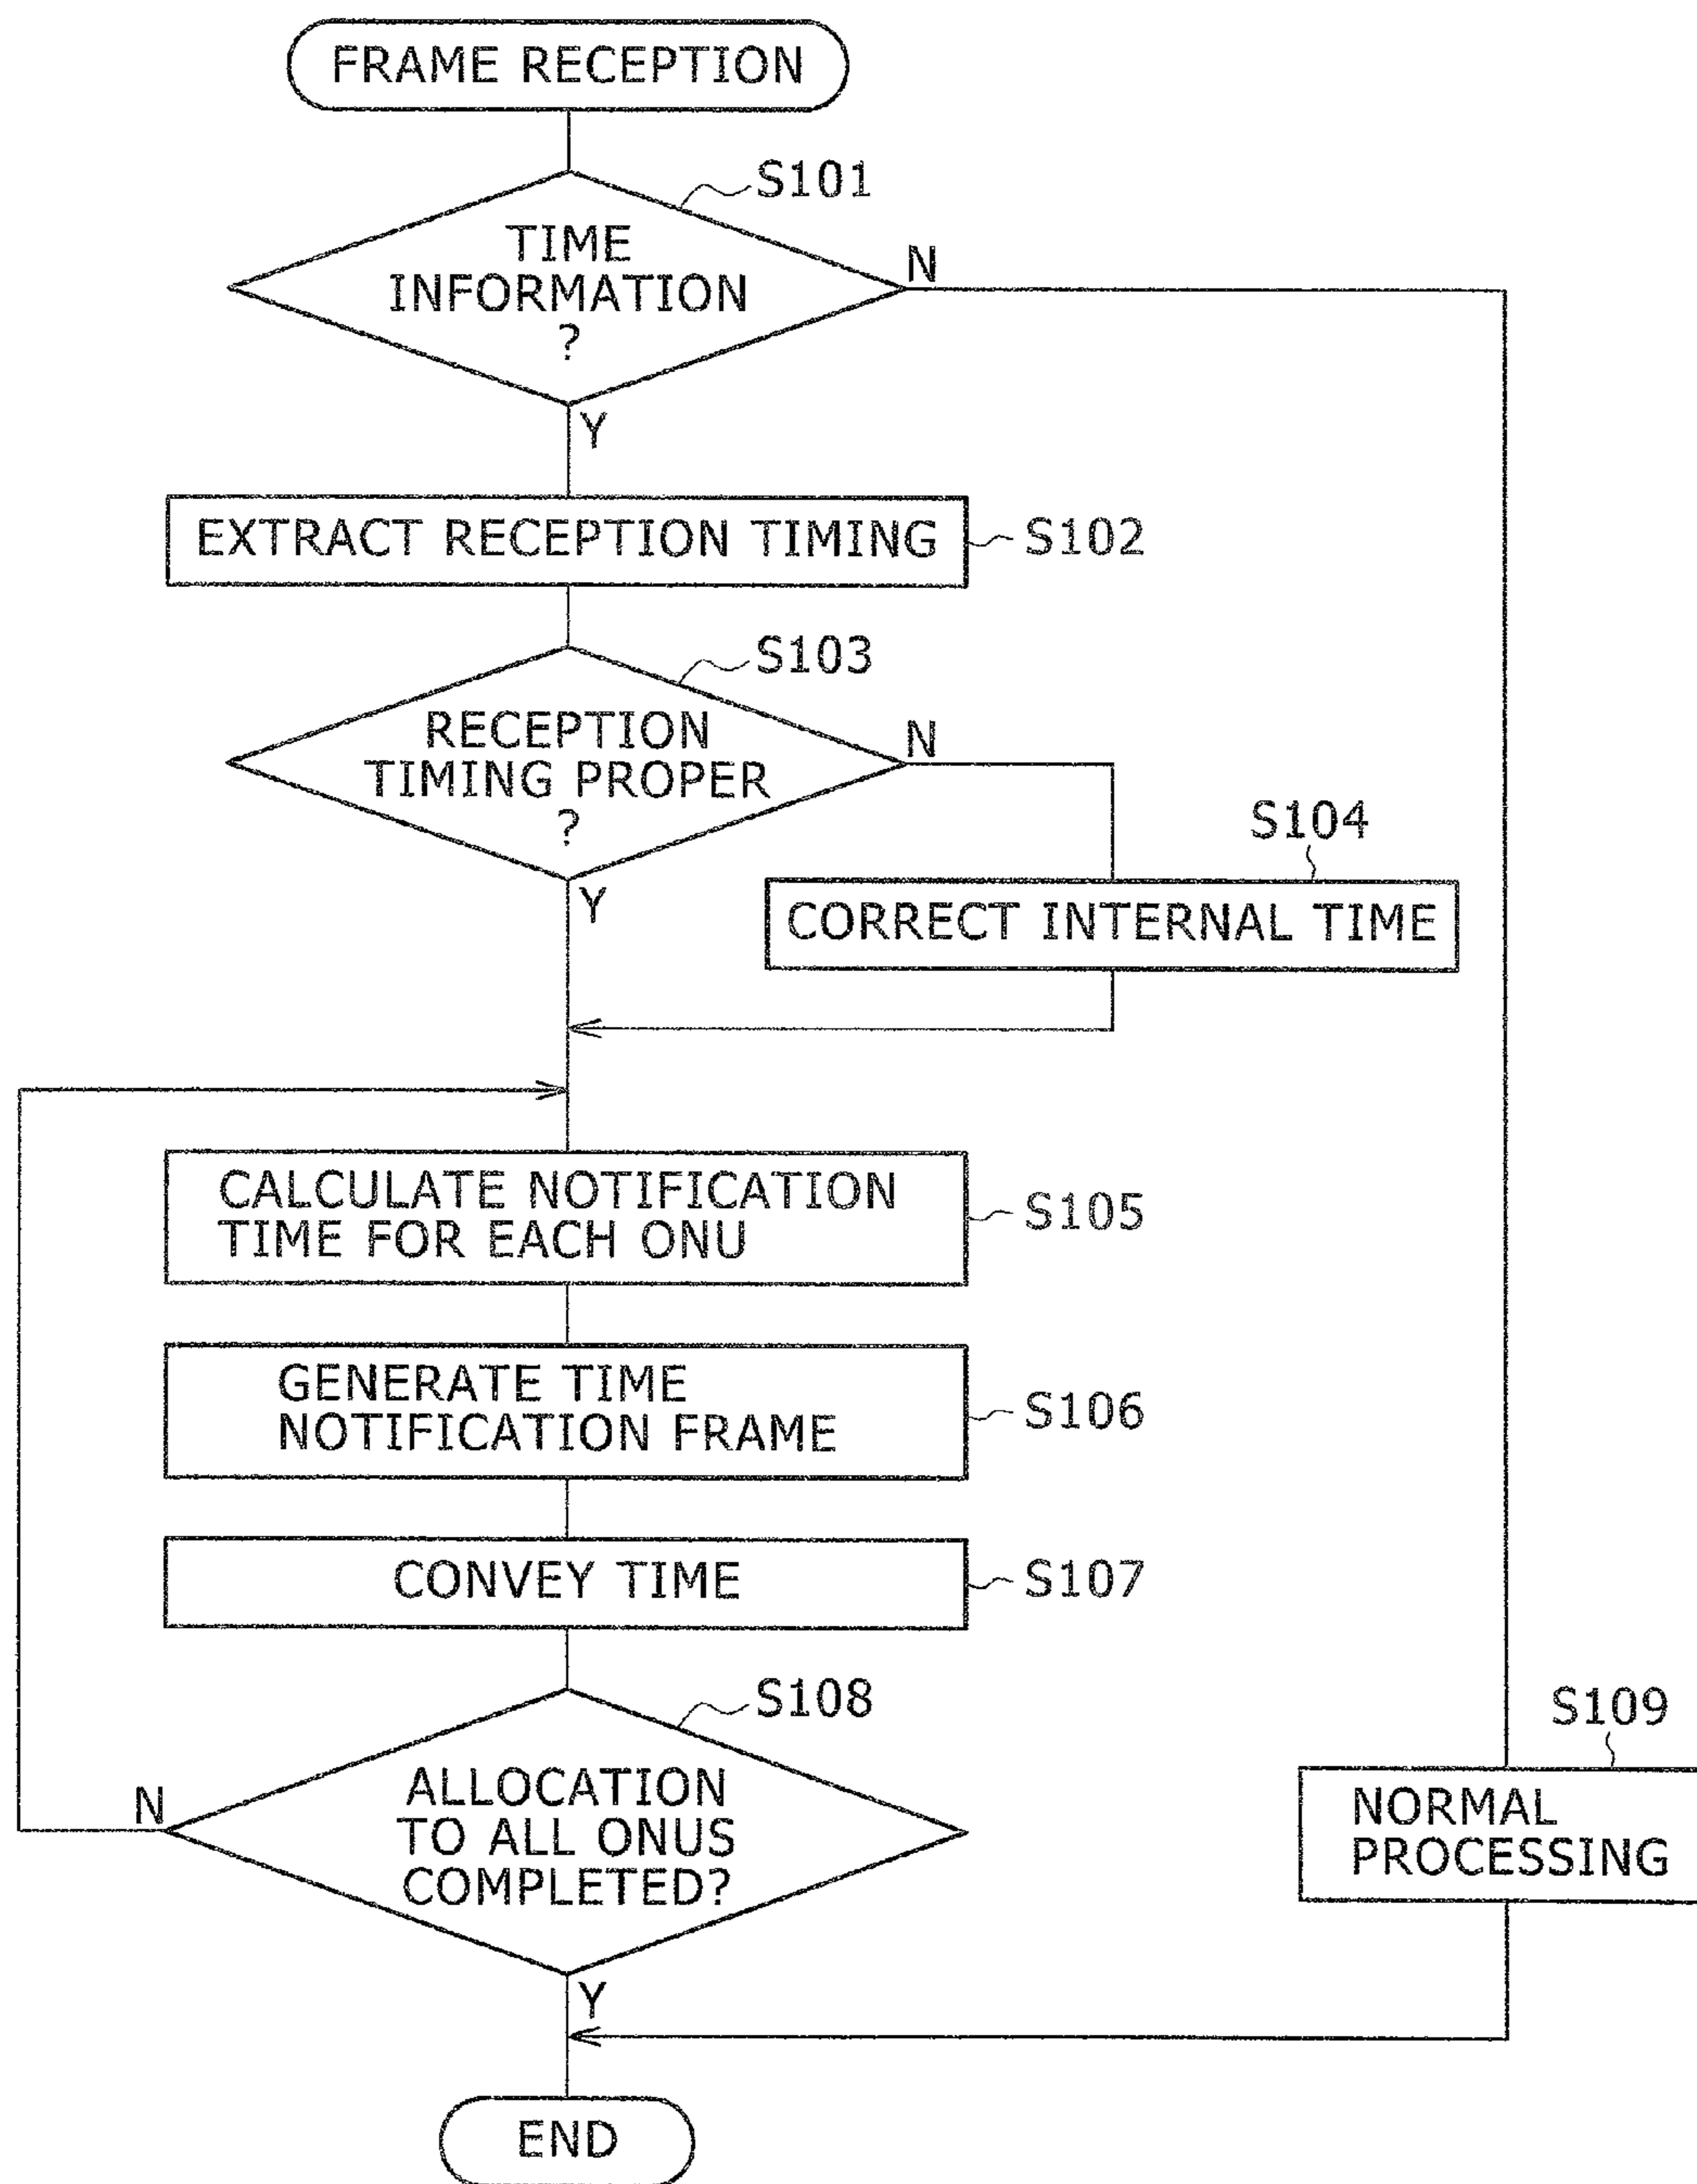 FRAME RECEPTION
S101
TIME
INFORMATION
?
N
Y
EXTRACT RECEPTION TIMING
S102
S103
RECEPTION
TIMING PROPER
?
N
Y
S104
CORRECT INTERNAL TIME
CALCULATE NOTIFICATION
TIME FOR EACH ONU
S105
GENERATE TIME
NOTIFICATION FRAME
S106
CONVEY TIME
S107
S108
ALLOCATION
TO ALL ONUS
COMPLETED?
N
Y
S109
NORMAL
PROCESSING
END